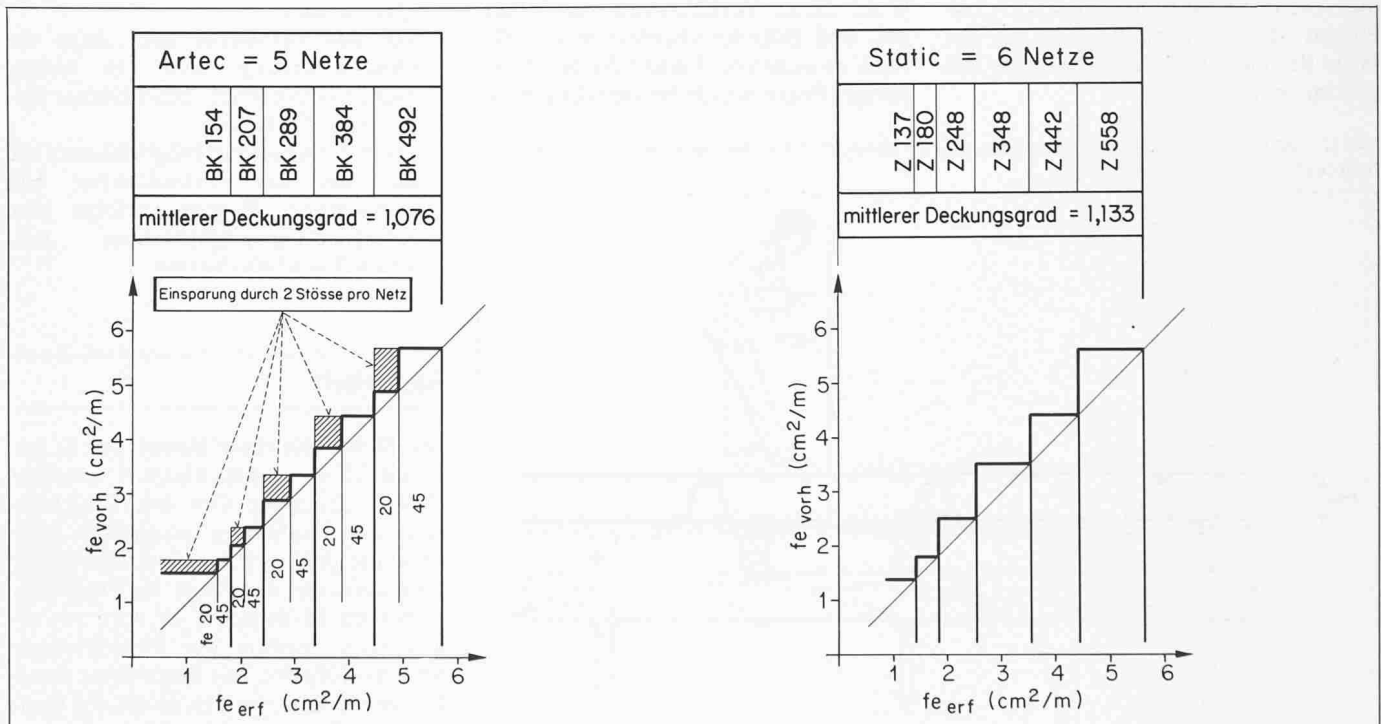 Artec = 5 Netze
BK 154
BK 207
BK 289
BK 384
BK 492
mittlerer Deckungsgrad = 1,076
Einsparung durch 2 Stösse pro Netz
fe vorh (cm²/m)
6
5
4
3
2
1
fe 20
45
20
45
20
45
20
45
20
45
1 2 3 4 5 6
fe erf (cm²/m)
Static = 6 Netze
Z 137
Z 180
Z 248
Z 348
Z 442
Z 558
mittlerer Deckungsgrad = 1,133
fe vorh (cm²/m)
6
5
4
3
2
1
1 2 3 4 5 6
fe erf (cm²/m)